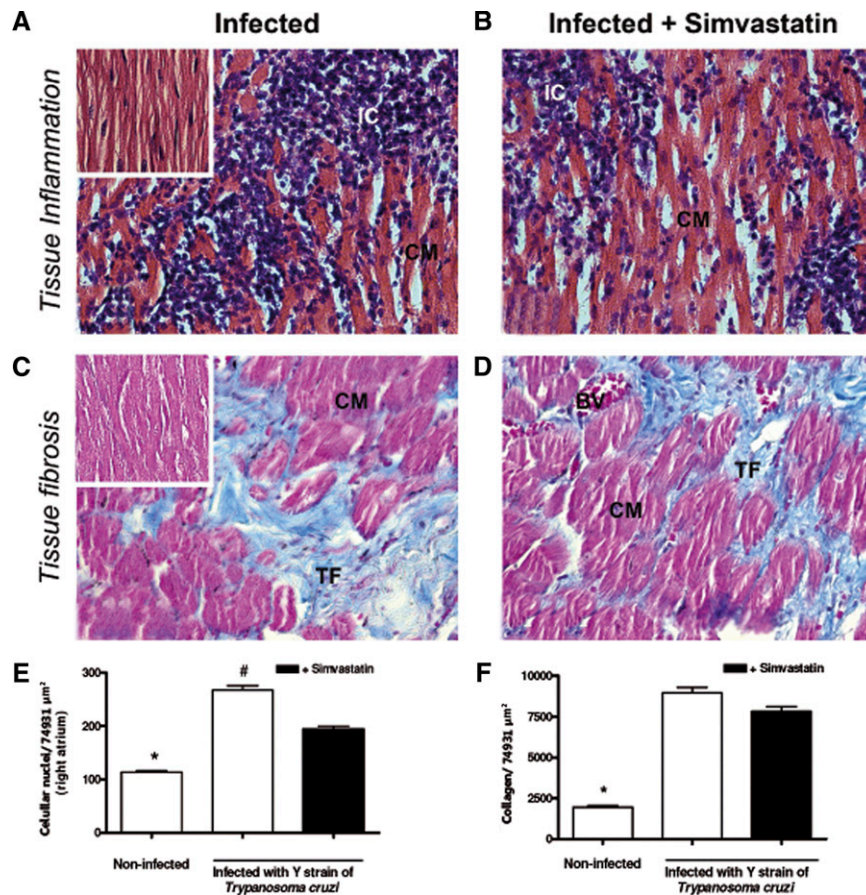 A
Infected
B
Infected + Simvastatin
Tissue Inflammation
IC
CM
IC
CM
Tissue fibrosis
C
CM
TF
D
BV
TF
CM
E
+ Simvastatin
Celullar nuclei/ 74931 µm²
(right atrium)
300
200
100
0
*
#
Non-infected
Infected with Y strain of
Trypanosoma cruzi
F
+ Simvastatin
Collagen/ 74931 µm²
10000
7500
5000
2500
0
*
Non-infected
Infected with Y strain of
Trypanosoma cruzi